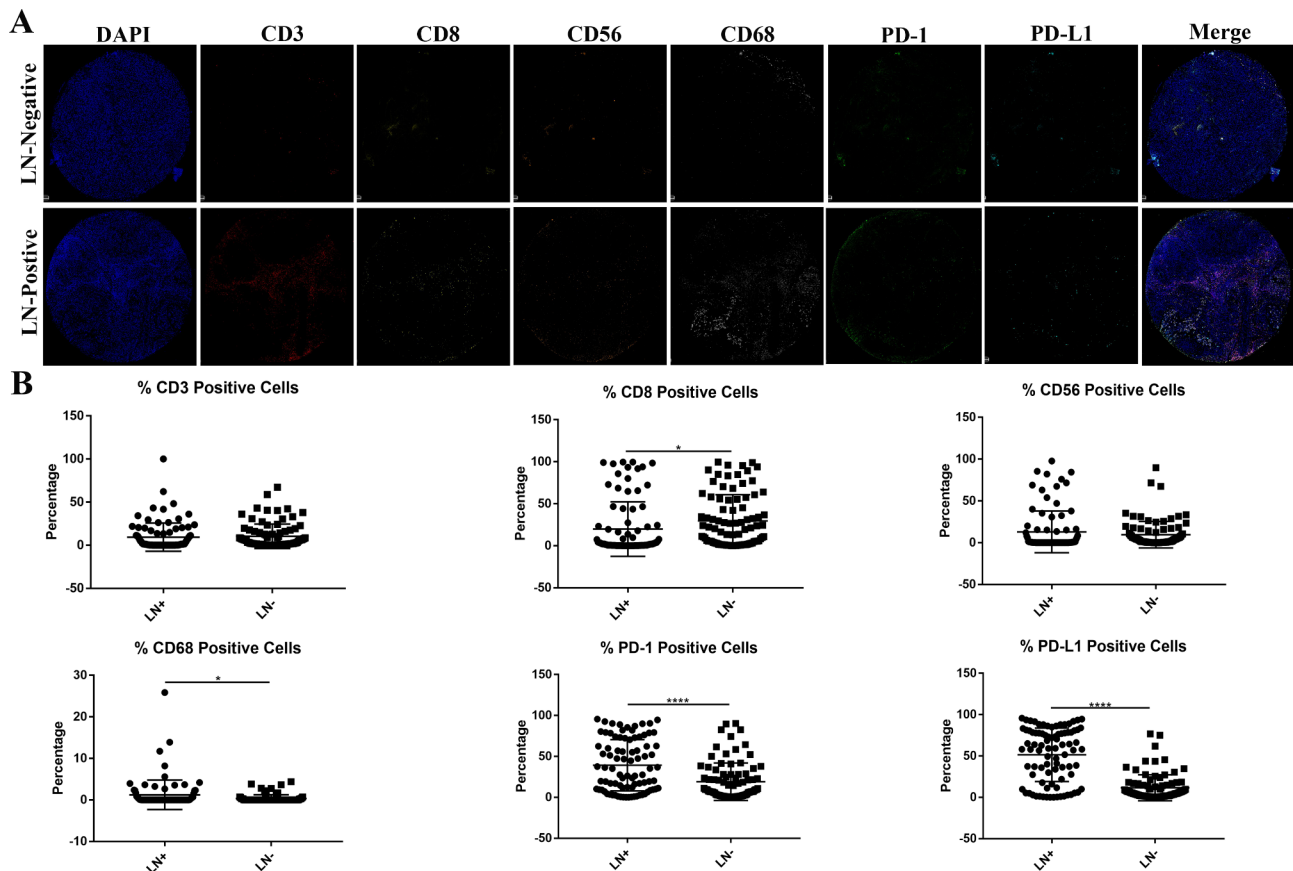 A
DAPI CD3 CD8 CD56 CD68 PD-1 PD-L1 Merge
LN-Negative
LN-Postive
B
% CD3 Positive Cells
Percentage
150
100
50
0
-50
LN+ LN-
% CD8 Positive Cells
Percentage
150
100
50
0
-50
*
LN+ LN-
% CD56 Positive Cells
Percentage
150
100
50
0
-50
LN+ LN-
% CD68 Positive Cells
Percentage
30
20
10
0
-10
*
LN+ LN-
% PD-1 Positive Cells
Percentage
150
100
50
0
-50
****
LN+ LN-
% PD-L1 Positive Cells
Percentage
150
100
50
0
-50
****
LN+ LN-